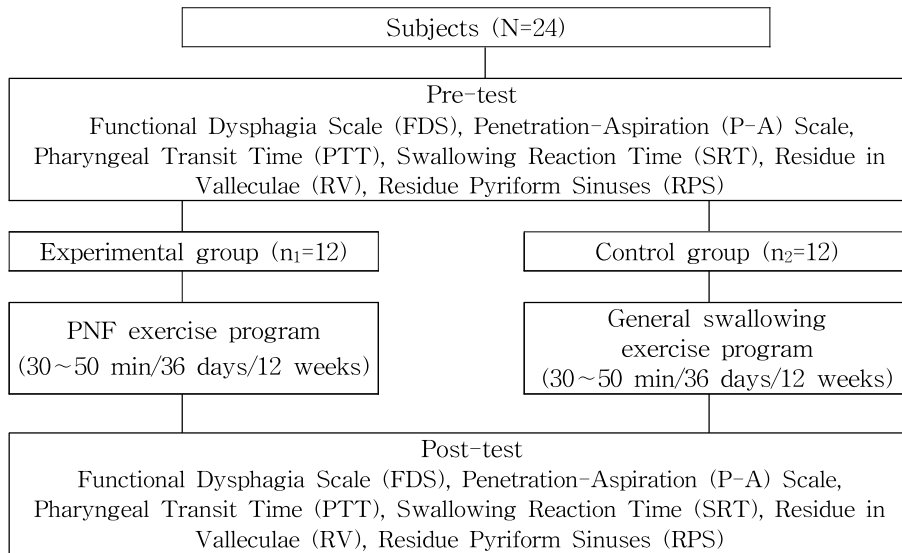 Subjects (N=24)
Pre-test
Functional Dysphagia Scale (FDS), Penetration-Aspiration (P-A) Scale,
Pharyngeal Transit Time (PTT), Swallowing Reaction Time (SRT), Residue in
Valleculae (RV), Residue Pyriform Sinuses (RPS)
Experimental group (n₁=12)
Control group (n₂=12)
PNF exercise program
(30~50 min/36 days/12 weeks)
General swallowing
exercise program
(30~50 min/36 days/12 weeks)
Post-test
Functional Dysphagia Scale (FDS), Penetration-Aspiration (P-A) Scale,
Pharyngeal Transit Time (PTT), Swallowing Reaction Time (SRT), Residue in
Valleculae (RV), Residue Pyriform Sinuses (RPS)